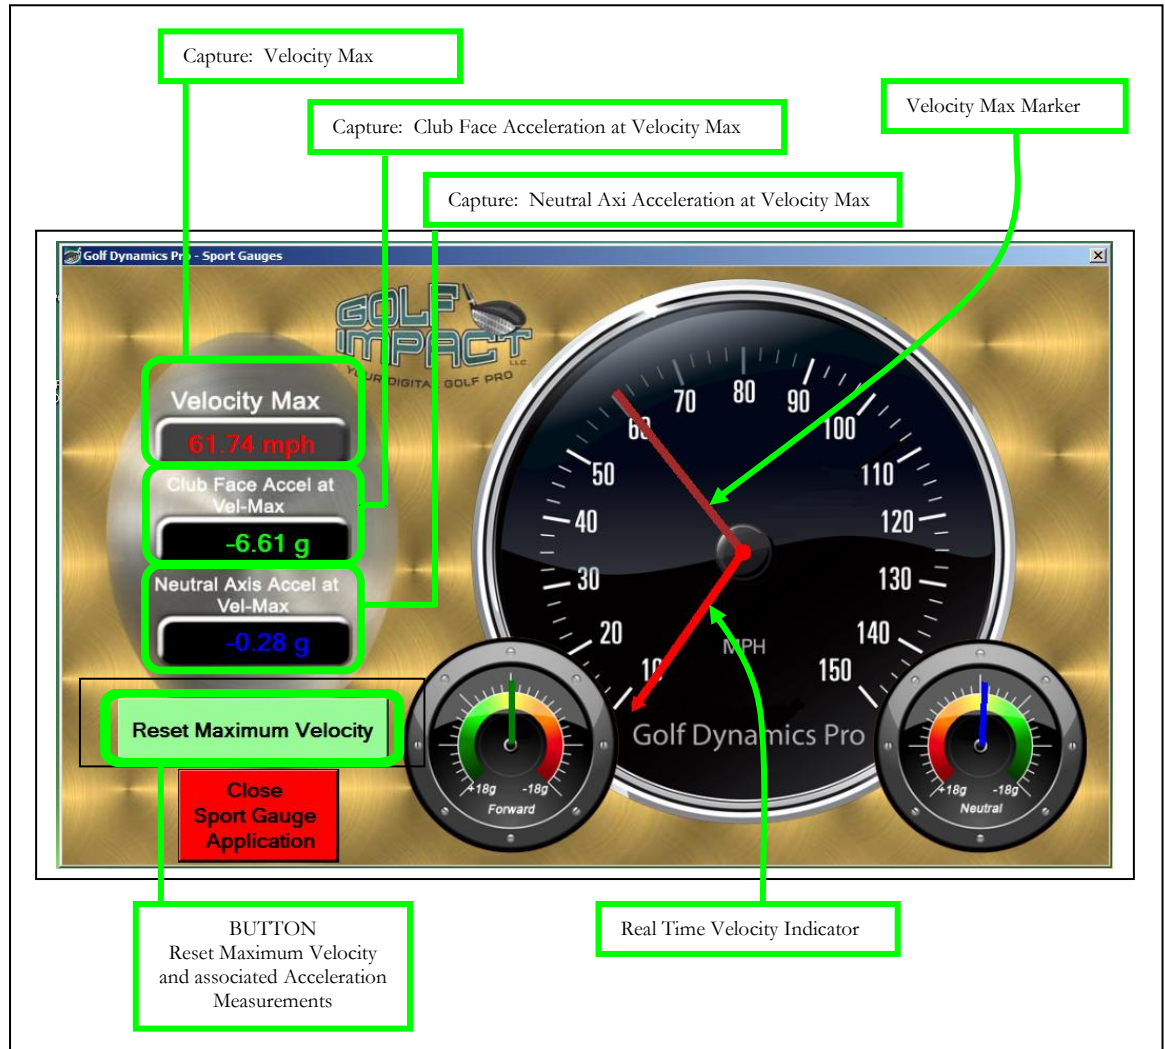 Capture: Velocity Max
Capture: Club Face Acceleration at Velocity Max
Velocity Max Marker
Capture: Neutral Axi Acceleration at Velocity Max
Golf Dynamics Pro - Sport Gauges
GOLF
IMPACT
LLC
YOUR DIGITAL GOLF PRO
Velocity Max
61.74 mph
Club Face Accel at
Vel-Max
-6.61 g
Neutral Axis Accel at
Vel-Max
-0.28 g
Reset Maximum Velocity
Close
Sport Gauge
Application
10
20
30
40
50
60
70
80
90
100
110
120
130
140
150
MPH
Golf Dynamics Pro
+18g -18g
Forward
+18g -18g
Neutral
BUTTON
Reset Maximum Velocity
and associated Acceleration
Measurements
Real Time Velocity Indicator